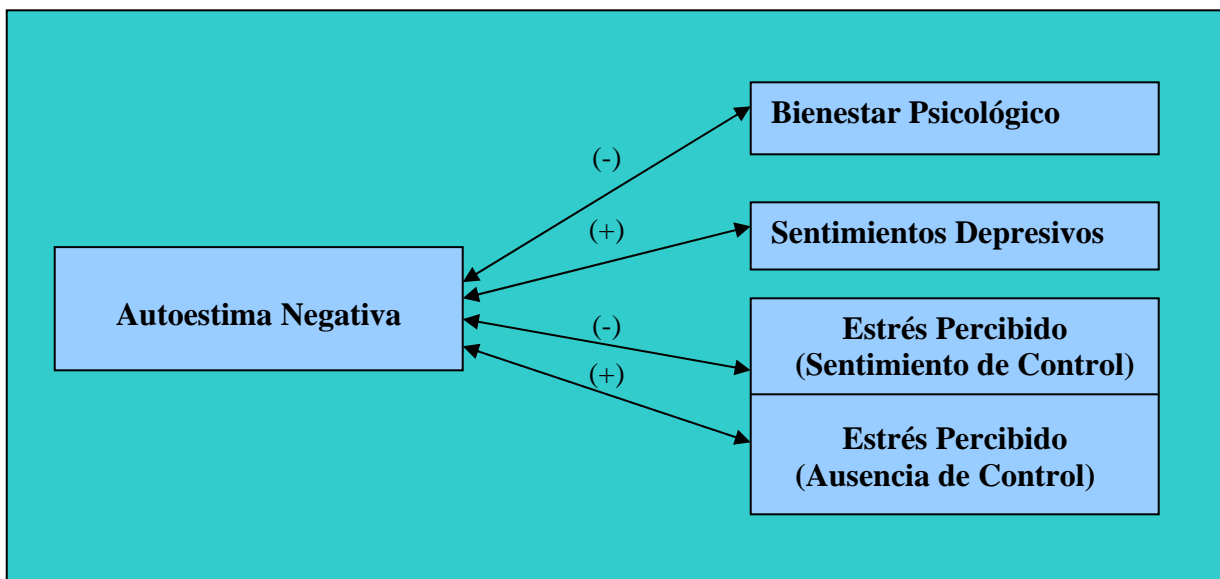 Bienestar Psicológico
(-)
(+)
Sentimientos Depresivos
Autoestima Negativa
(-)
Estrés Percibido
(Sentimiento de Control)
(+)
Estrés Percibido
(Ausencia de Control)